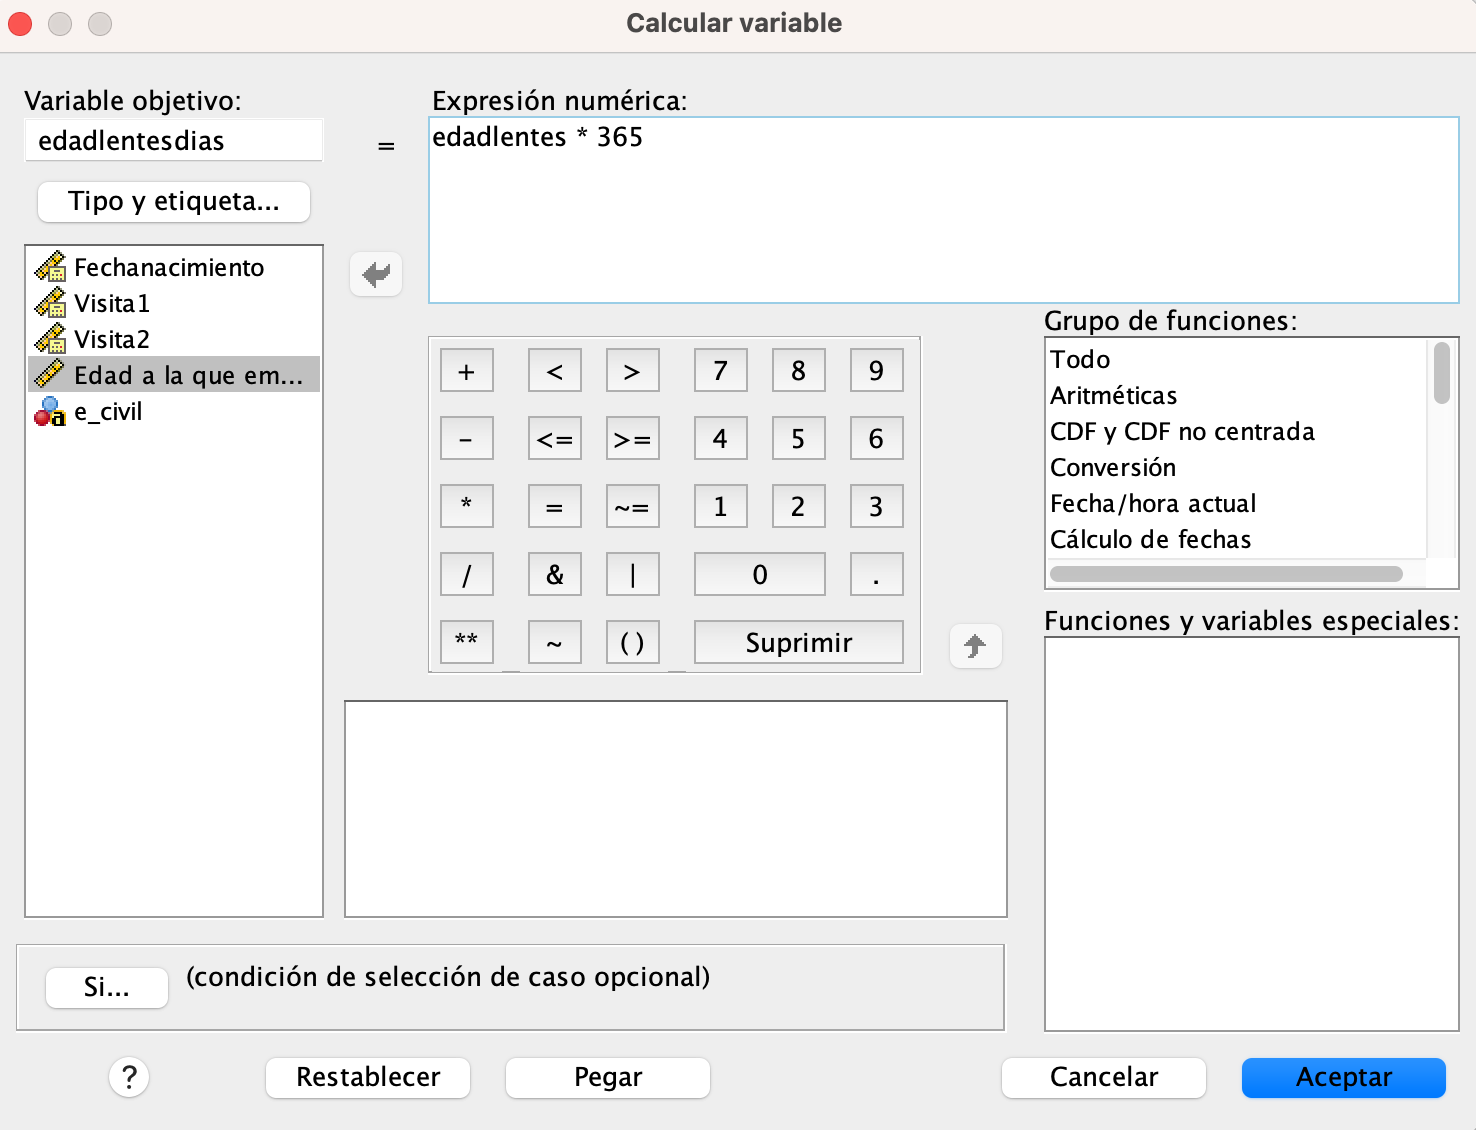 Calcular variable
Variable objetivo:
edadlentesdias
=
Expresión numérica:
edadlentes * 365
Tipo y etiqueta...
Fechanacimiento
Visita1
Visita2
Edad a la que em...
e_civil
+ < > 7 8 9
- <= >= 4 5 6
* = ~= 1 2 3
/ & | 0 .
** ~ () Suprimir
Grupo de funciones:
Todo
Aritméticas
CDF y CDF no centrada
Conversión
Fecha/hora actual
Cálculo de fechas
Funciones y variables especiales:
Si...
(condición de selección de caso opcional)
?
Restablecer
Pegar
Cancelar
Aceptar